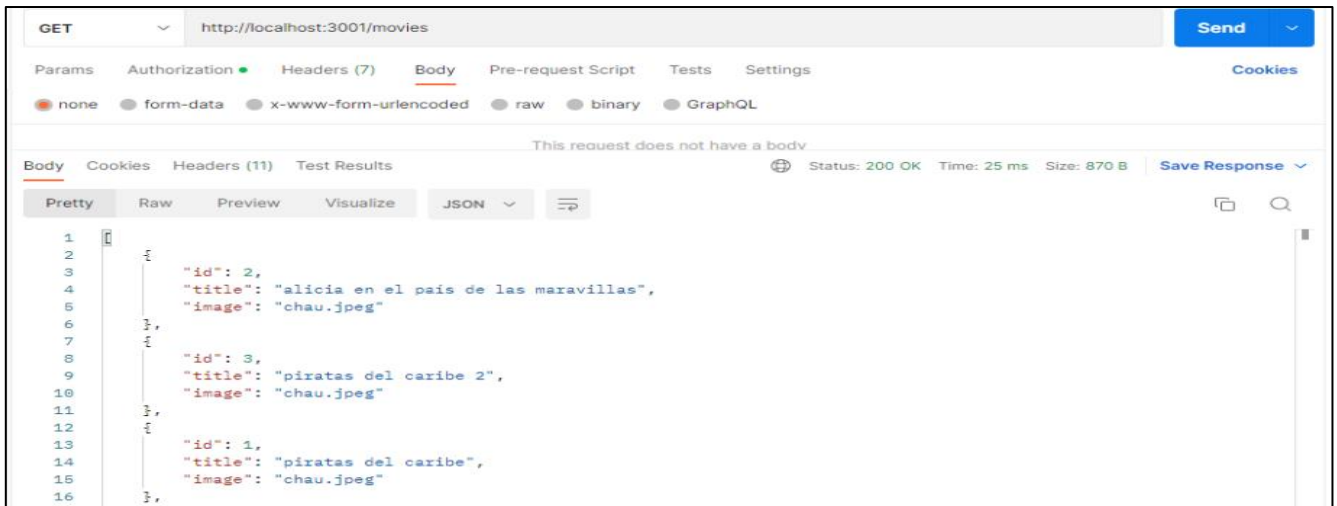 GET http://localhost:3001/movies Send
Params Authorization Headers (7) Body Pre-request Script Tests Settings Cookies
none form-data x-www-form-urlencoded raw binary GraphQL
This request does not have a body
Body Cookies Headers (11) Test Results Status: 200 OK Time: 25 ms Size: 870 B Save Response
Pretty Raw Preview Visualize JSON
1 [
2 {
3 "id": 2,
4 "title": "alicia en el país de las maravillas",
5 "image": "chau.jpeg"
6 },
7 {
8 "id": 3,
9 "title": "piratas del caribe 2",
10 "image": "chau.jpeg"
11 },
12 {
13 "id": 1,
14 "title": "piratas del caribe",
15 "image": "chau.jpeg"
16 },